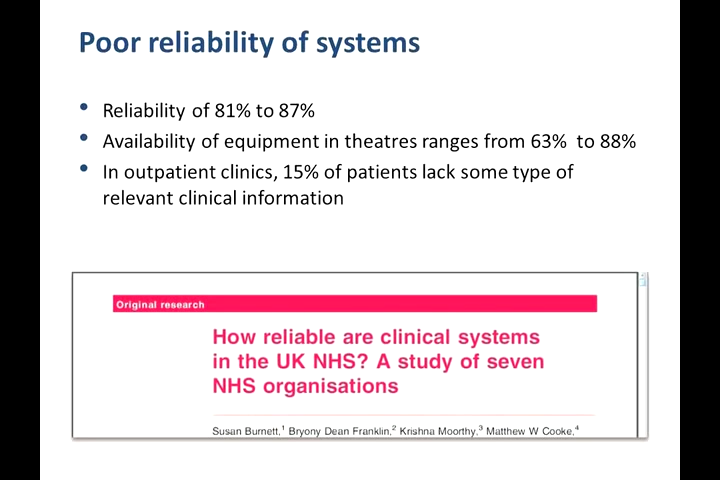 Poor reliability of systems
• Reliability of 81% to 87%
• Availability of equipment in theatres ranges from 63% to 88%
• In outpatient clinics, 15% of patients lack some type of
relevant clinical information
Original research
How reliable are clinical systems
in the UK NHS? A study of seven
NHS organisations
Susan Burnett,1 Bryony Dean Franklin,2 Krishna Moorthy,3 Matthew W Cooke,4